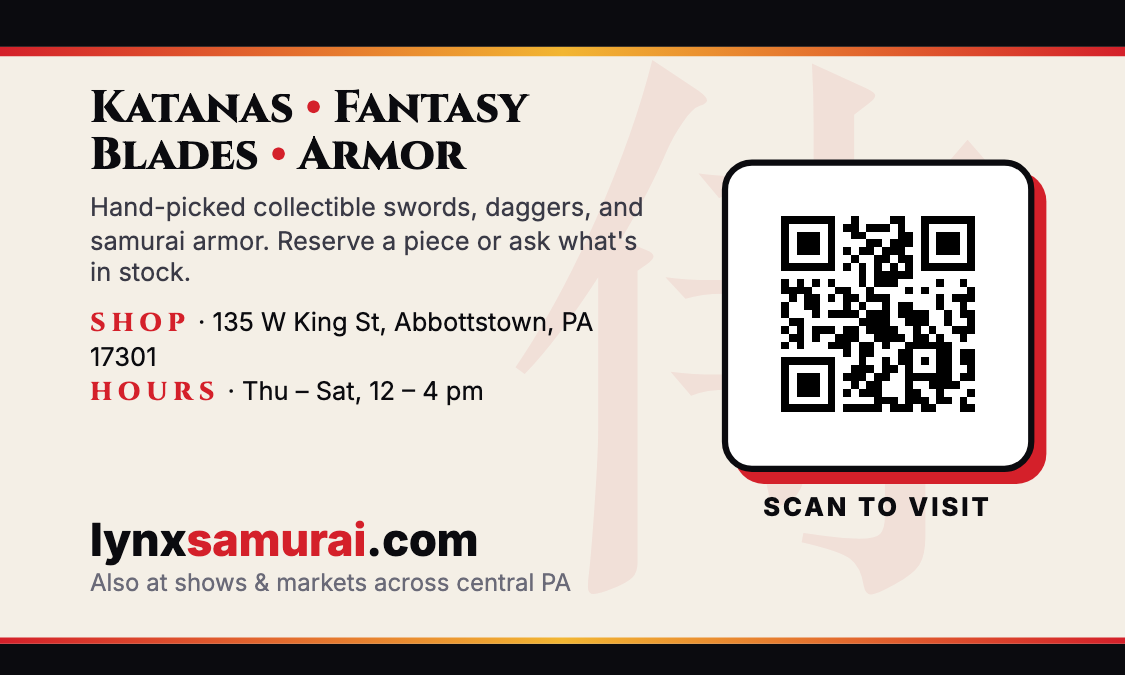 Katanas • Fantasy
Blades • Armor
Hand-picked collectible swords, daggers, and
samurai armor. Reserve a piece or ask what's
in stock.
SHOP · 135 W King St, Abbottstown, PA
17301
HOURS · Thu – Sat, 12 – 4 pm
lynxsamurai.com
Also at shows & markets across central PA
侍
SCAN TO VISIT